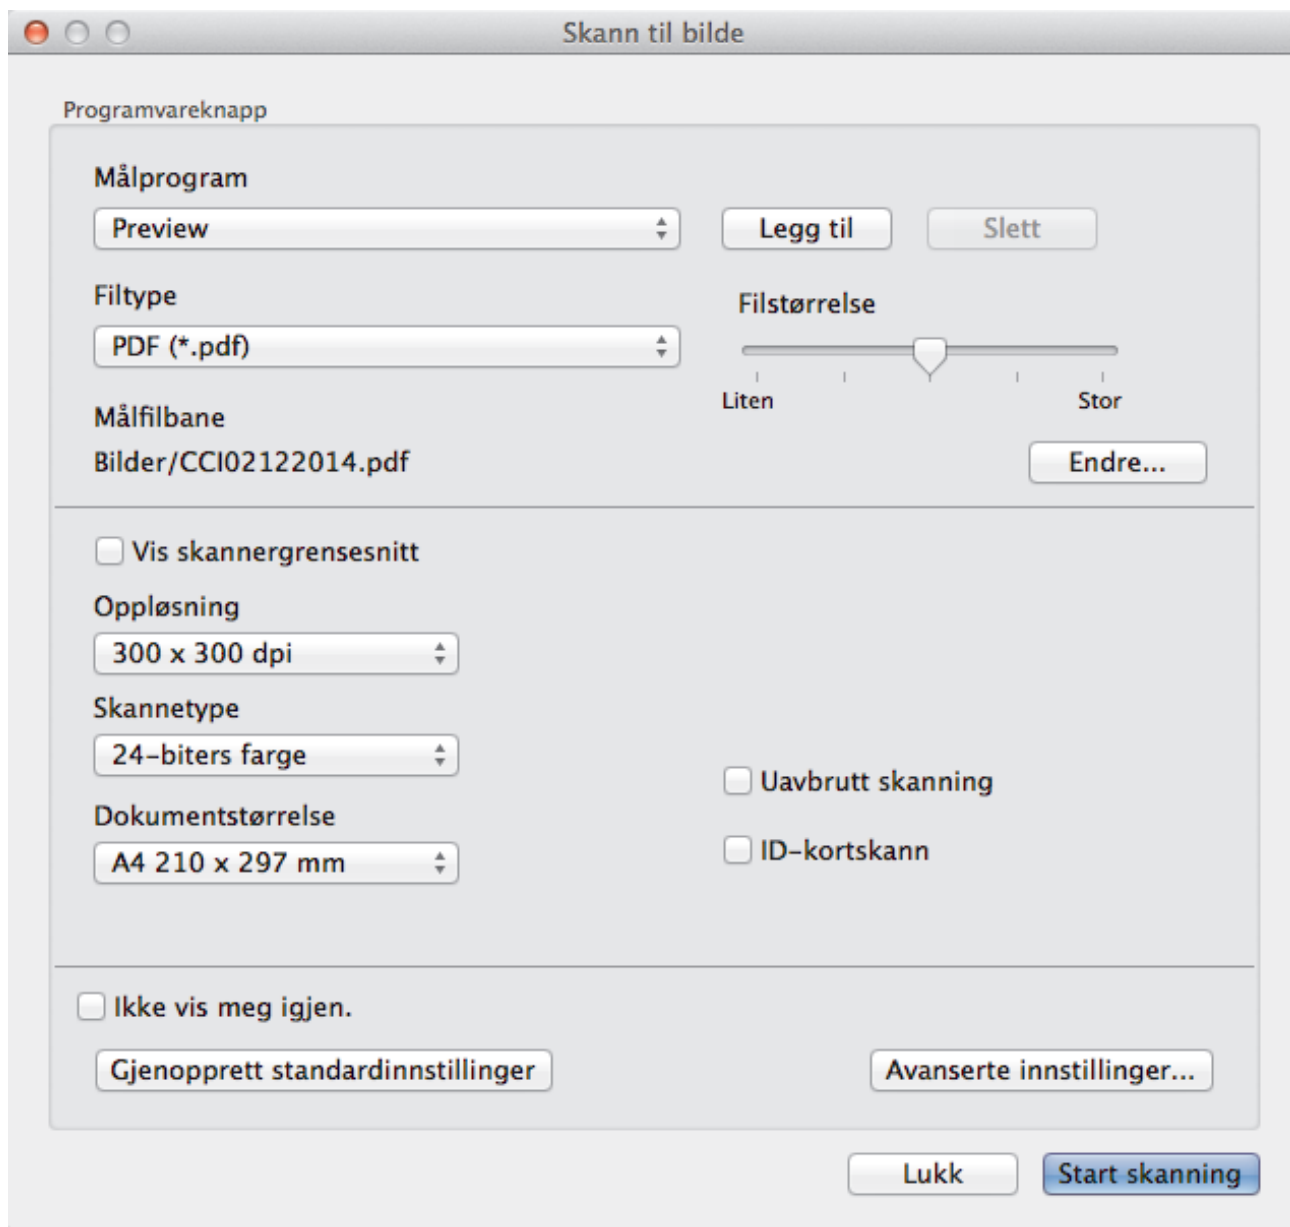 Skann til bilde
Programvareknapp
Målprogram
Preview
Legg til
Slett
Filtype
PDF (*.pdf)
Filstørrelse
Liten
Stor
Målfilbane
Bilder/CCI02122014.pdf
Endre...
Vis skannergrensesnitt
Oppløsning
300 x 300 dpi
Skannetype
24-biters farge
Dokumentstørrelse
A4 210 x 297 mm
Uavbrutt skanning
ID-kortskann
Ikke vis meg igjen.
Gjenopprett standardinnstillinger
Avanserte innstillinger...
Lukk
Start skanning